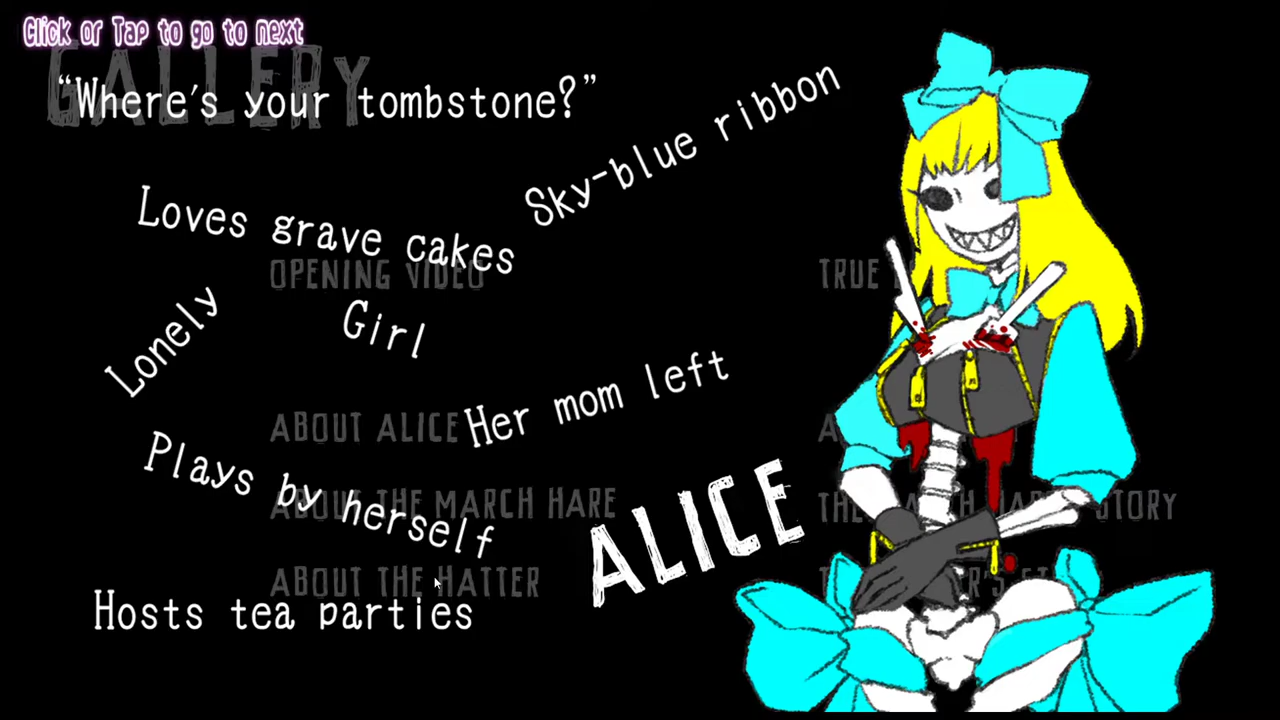 Click or Tap to go to next
GALLERY
“Where's your tombstone?”
Sky-blue ribbon
Loves grave cakes
OPENING VIDEO
TRUE
Lonely
Girl
Her mom left
ABOUT ALICE
Plays by herself
ABOUT THE MARCH HARE
STORY
ALICE
ABOUT THE HATTER
Hosts tea parties